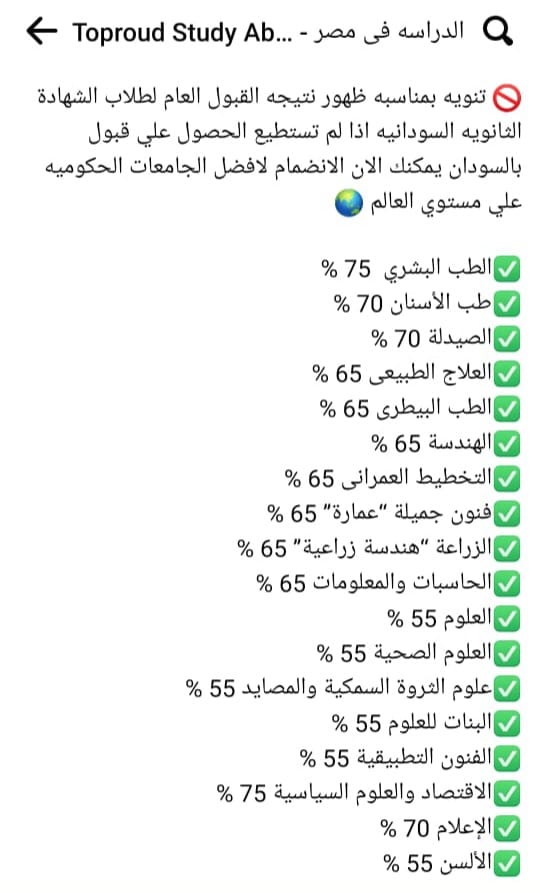 Toproud Study Ab... - الدراسه فى مصر
🚫 تنويه بمناسبه ظهور نتيجه القبول العام لطلاب الشهادة
الثانويه السودانيه اذا لم تستطيع الحصول علي قبول
بالسودان يمكنك الان الانضمام لافضل الجامعات الحكوميه
علي مستوي العالم 🌏
✅الطب البشري 75 %
✅طب الأسنان 70 %
✅الصيدلة 70 %
✅العلاج الطبيعى 65 %
✅الطب البيطرى 65 %
✅الهندسة 65 %
✅التخطيط العمرانى 65 %
✅فنون جميلة “عمارة” 65 %
✅الزراعة “هندسة زراعية” 65 %
✅الحاسبات والمعلومات 65 %
✅العلوم 55 %
✅العلوم الصحية 55 %
✅علوم الثروة السمكية والمصايد 55 %
✅البنات للعلوم 55 %
✅الفنون التطبيقية 55 %
✅الاقتصاد والعلوم السياسية 75 %
✅الإعلام 70 %
✅الألسن 55 %